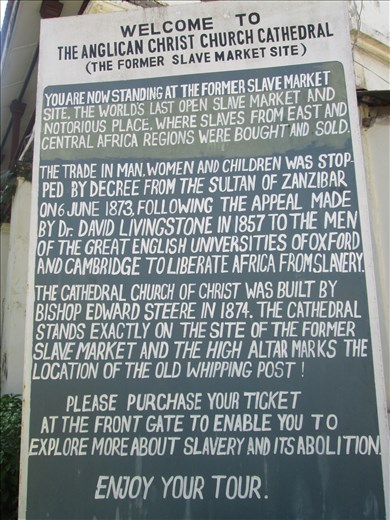 WELCOME TO
THE ANGLICAN CHRIST CHURCH CATHEDRAL
(THE FORMER SLAVE MARKET SITE)
YOU ARE NOW STANDING AT THE FORMER SLAVE MARKET
SITE, THE WORLD'S LAST OPEN SLAVE MARKET AND
NOTORIOUS PLACE, WHERE SLAVES FROM EAST AND
CENTRAL AFRICA REGIONS WERE BOUGHT AND SOLD.
THE TRADE IN MAN, WOMEN AND CHILDREN WAS STOP-
PED BY DECREE FROM THE SULTAN OF ZANZIBAR
ON 6 JUNE 1873, FOLLOWING THE APPEAL MADE
BY Dr. DAVID LIVINGSTONE IN 1857 TO THE MEN
OF THE GREAT ENGLISH UNIVERSITIES OF OXFORD
AND CAMBRIDGE TO LIBERATE AFRICA FROM SLAVERY.
THE CATHEDRAL CHURCH OF CHRIST WAS BUILT BY
BISHOP EDWARD STEERE IN 1874. THE CATHEDRAL
STANDS EXACTLY ON THE SITE OF THE FORMER
SLAVE MARKET AND THE HIGH ALTAR MARKS THE
LOCATION OF THE OLD WHIPPING POST!
PLEASE PURCHASE YOUR TICKET
AT THE FRONT GATE TO ENABLE YOU TO
EXPLORE MORE ABOUT SLAVERY AND ITS ABOLITION.
ENJOY YOUR TOUR.